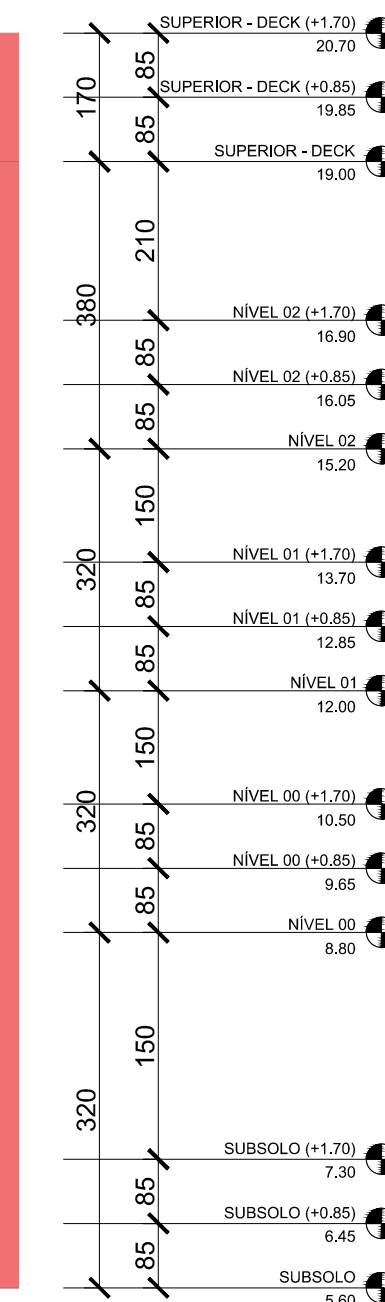 SUPERIOR - DECK (+1.70)
20.70
85
170
SUPERIOR - DECK (+0.85)
19.85
85
SUPERIOR - DECK
19.00
210
380
NÍVEL 02 (+1.70)
16.90
85
NÍVEL 02 (+0.85)
16.05
85
NÍVEL 02
15.20
150
320
NÍVEL 01 (+1.70)
13.70
85
NÍVEL 01 (+0.85)
12.85
85
NÍVEL 01
12.00
150
320
NÍVEL 00 (+1.70)
10.50
85
NÍVEL 00 (+0.85)
9.65
85
NÍVEL 00
8.80
150
320
SUBSOLO (+1.70)
7.30
85
SUBSOLO (+0.85)
6.45
85
SUBSOLO
5.60